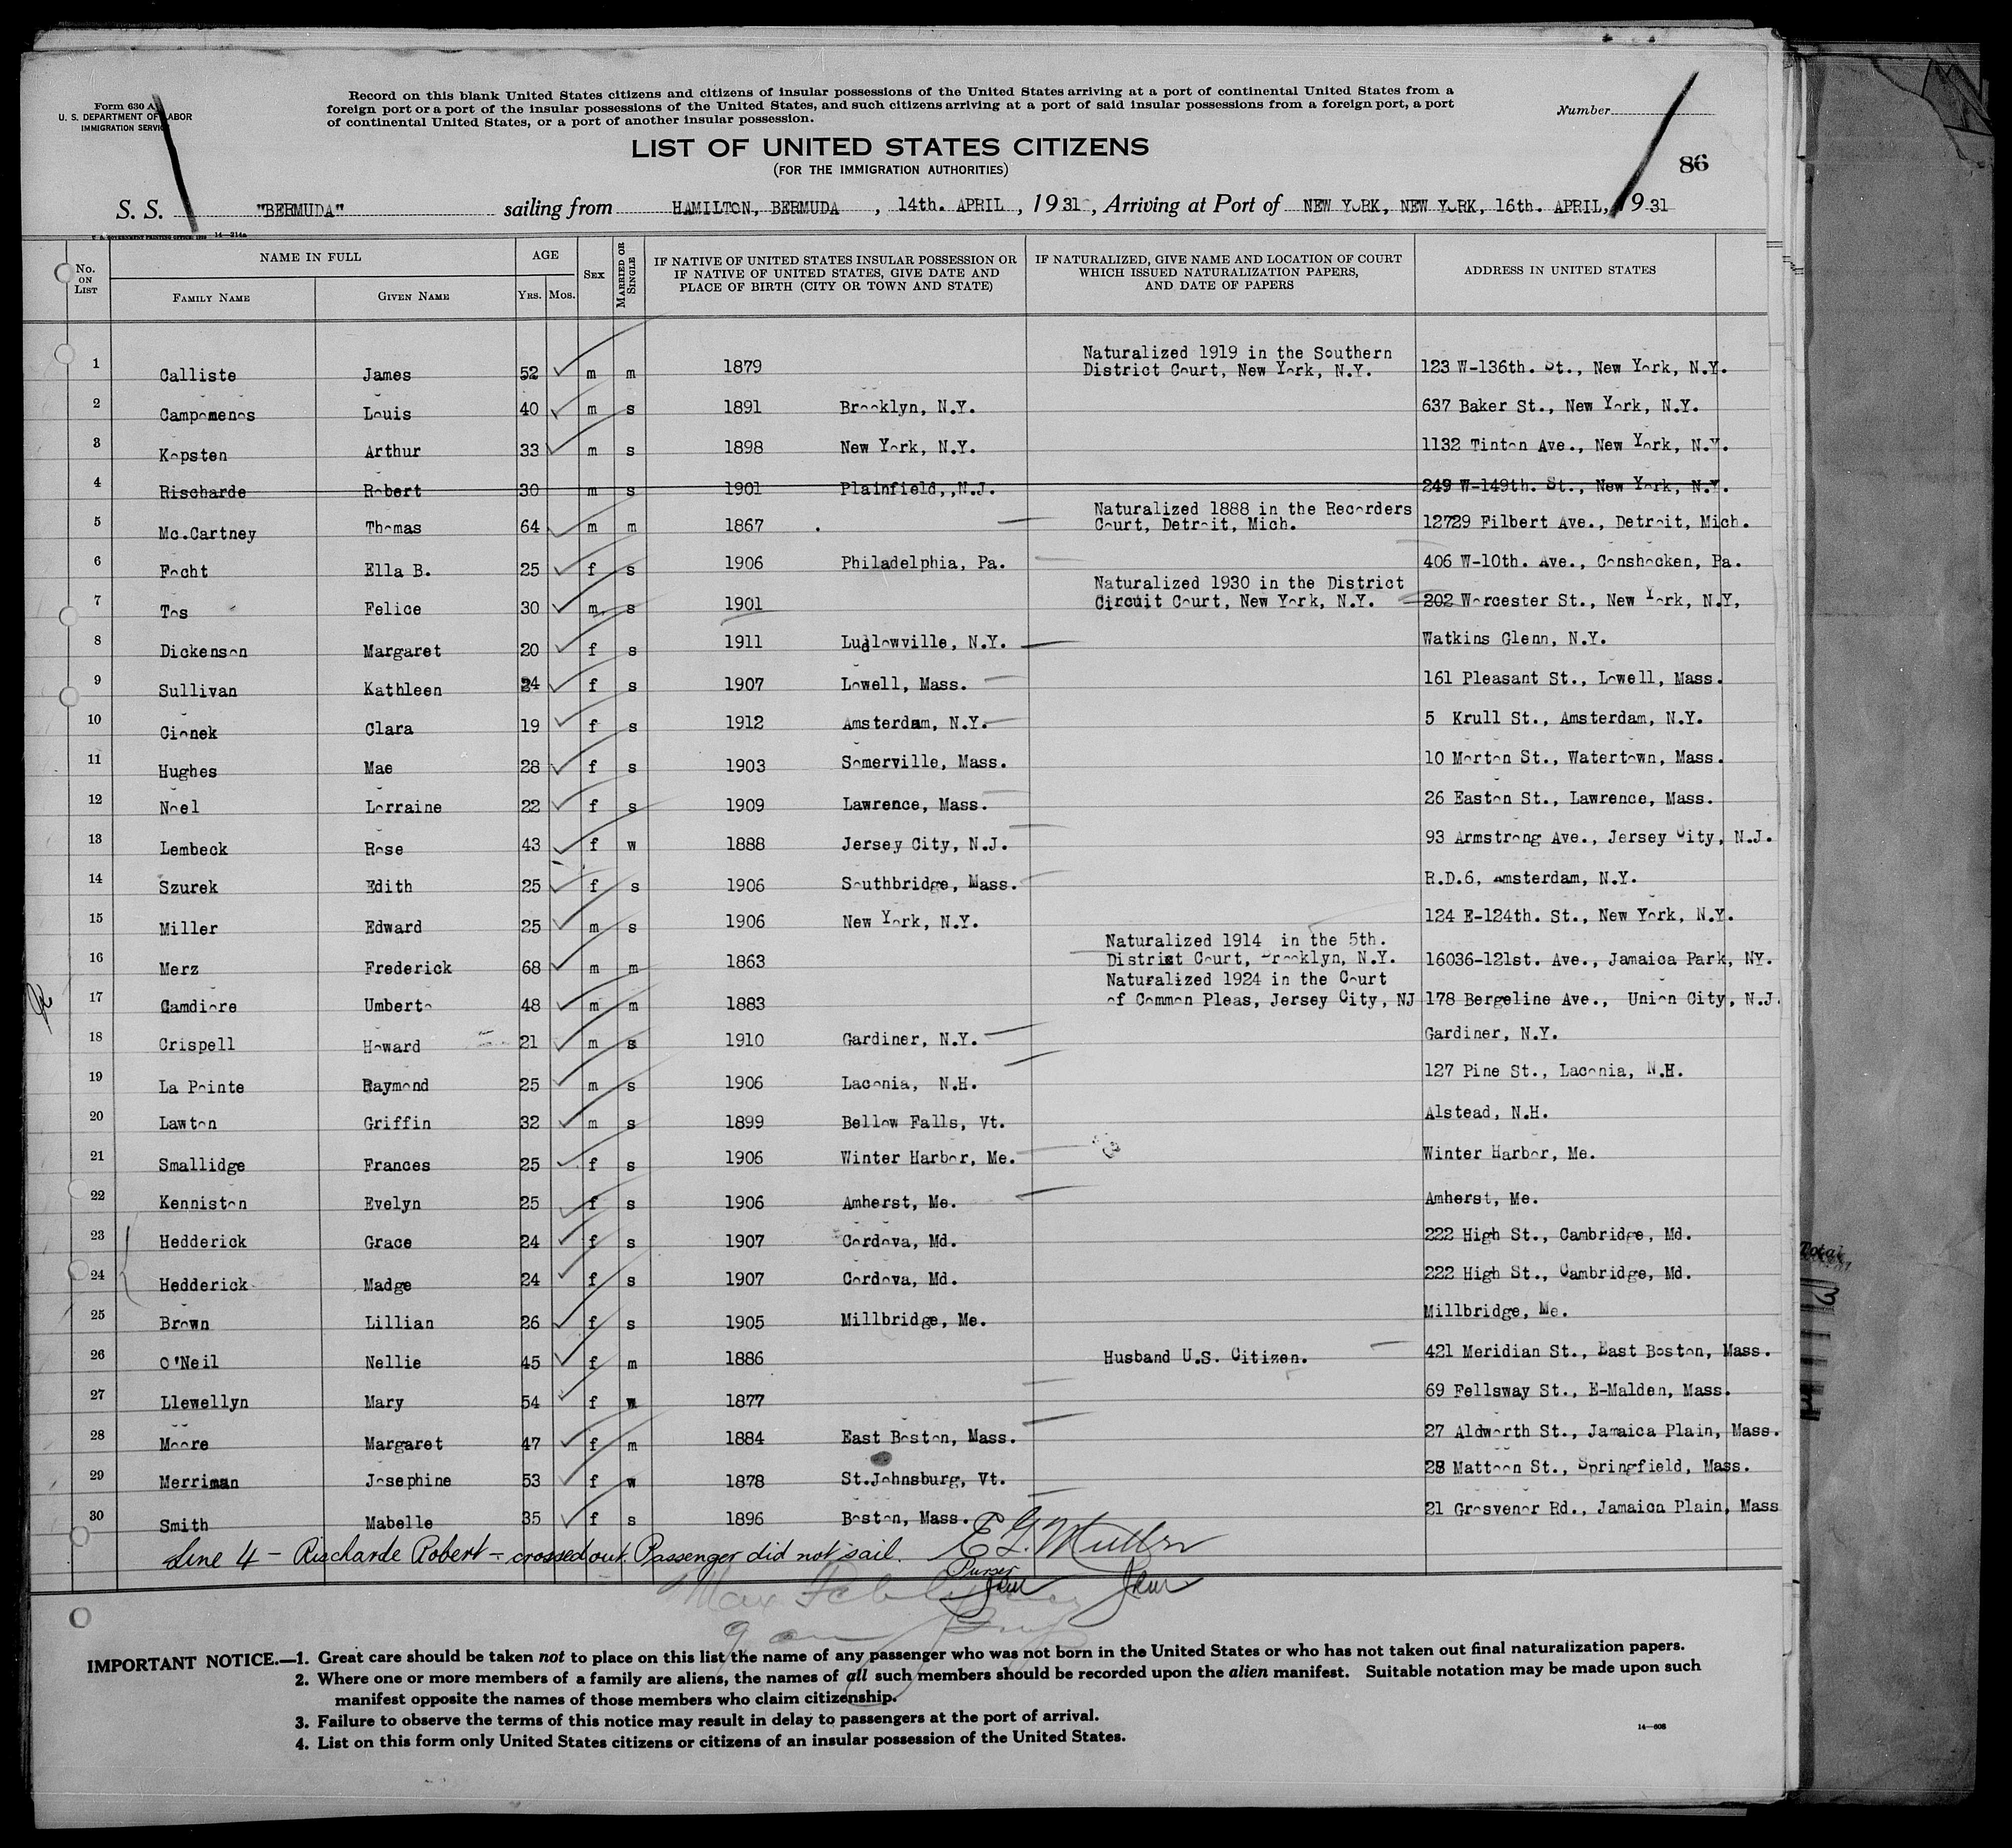 Form 630 A
U. S. DEPARTMENT OF LABOR
IMMIGRATION SERVICE
Record on this blank United States citizens and citizens of insular possessions of the United States arriving at a port of continental United States from a
foreign port or a port of the insular possessions of the United States, and such citizens arriving at a port of said insular possessions from a foreign port, a port
of continental United States, or a port of another insular possession.
Number
LIST OF UNITED STATES CITIZENS
(FOR THE IMMIGRATION AUTHORITIES)
86
S. S. "BERMUDA" sailing from HAMILTON, BERMUDA, 14th. APRIL, 1931, Arriving at Port of NEW YORK, NEW YORK, 16th. APRIL, 1931
14—214a
No. on List NAME IN FULL Family Name Given Name AGE Yrs. Mos. Sex Married or Single IF NATIVE OF UNITED STATES INSULAR POSSESSION OR IF NATIVE OF UNITED STATES, GIVE DATE AND PLACE OF BIRTH (CITY OR TOWN AND STATE) IF NATURALIZED, GIVE NAME AND LOCATION OF COURT WHICH ISSUED NATURALIZATION PAPERS, AND DATE OF PAPERS ADDRESS IN UNITED STATES
1 Calliste James 52 m m 1879 Naturalized 1919 in the Southern District Court, New York, N.Y. 123 W-136th. St., New York, N.Y.
2 Campomenos Louis 40 m s 1891 Brooklyn, N.Y. 637 Baker St., New York, N.Y.
3 Kopsten Arthur 33 m s 1898 New York, N.Y. 1132 Tinton Ave., New York, N.Y.
4 Rischarde Robert 30 m s 1901 Plainfield,,N.J. 249 W-149th. St., New York, N.Y.
5 Mc.Cartney Thomas 64 m m 1867 . Naturalized 1888 in the Recorders Court, Detroit, Mich. 12729 Filbert Ave., Detroit, Mich.
6 Focht Ella B. 25 f s 1906 Philadelphia, Pa. 406 W-10th. Ave., Conshocken, Pa.
7 Tos Felice 30 m. s 1901 Naturalized 1930 in the District Circuit Court, New York, N.Y. 202 Worcester St., New York, N.Y,
8 Dickenson Margaret 20 f s 1911 Ludlowville, N.Y. Watkins Glenn, N.Y.
9 Sullivan Kathleen 24 f s 1907 Lowell, Mass. 161 Pleasant St., Lowell, Mass.
10 Cionek Clara 19 f s 1912 Amsterdam, N.Y. 5 Krull St., Amsterdam, N.Y.
11 Hughes Mae 28 f s 1903 Somerville, Mass. 10 Morton St., Watertown, Mass.
12 Noel Lorraine 22 f s 1909 Lawrence, Mass. 26 Easton St., Lawrence, Mass.
13 Lembeck Rose 43 f w 1888 Jersey City, N.J. 93 Armstrong Ave., Jersey City, N.J.
14 Szurek Edith 25 f s 1906 Southbridge, Mass. R.D.6, Amsterdam, N.Y.
15 Miller Edward 25 m s 1906 New York, N.Y. 124 E-124th. St., New York, N.Y.
16 Merz Frederick 68 m m 1863 Naturalized 1914 in the 5th. District Court, Brooklyn, N.Y. 16036-121st. Ave., Jamaica Park, NY.
17 Camdiore Umberto 48 m m 1883 Naturalized 1924 in the Court of Common Pleas, Jersey City, NJ 178 Bergeline Ave., Union City, N.J.
18 Crispell Howard 21 m s 1910 Gardiner, N.Y. Gardiner, N.Y.
19 La Pointe Raymond 25 m s 1906 Laconia, N.H. 127 Pine St., Laconia, N.H.
20 Lawton Griffin 32 m s 1899 Bellow Falls, Vt. Alstead, N.H.
21 Smallidge Frances 25 f s 1906 Winter Harbor, Me. Winter Harbor, Me.
22 Kenniston Evelyn 25 f s 1906 Amherst, Me. Amherst, Me.
23 Hedderick Grace 24 f s 1907 Cordova, Md. 222 High St., Cambridge, Md.
24 Hedderick Madge 24 f s 1907 Cordova, Md. 222 High St., Cambridge, Md.
25 Brown Lillian 26 f s 1905 Millbridge, Me. Millbridge, Me.
26 O'Neil Nellie 45 f m 1886 Husband U.S. Citizen. 421 Meridian St., East Boston, Mass.
27 Llewellyn Mary 54 f w 1877 69 Fellsway St., E-Malden, Mass.
28 Moore Margaret 47 f m 1884 East Boston, Mass. 27 Aldworth St., Jamaica Plain, Mass.
29 Merriman Josephine 53 f w 1878 St.Johnsburg, Vt. 28 Mattoon St., Springfield, Mass.
30 Smith Mabelle 35 f s 1896 Boston, Mass. 21 Grosvenor Rd., Jamaica Plain, Mass
Line 4 - Rischarde Robert - crossed out. Passenger did not sail. E G. Muller
Purser
IMPORTANT NOTICE.—1. Great care should be taken not to place on this list the name of any passenger who was not born in the United States or who has not taken out final naturalization papers.
2. Where one or more members of a family are aliens, the names of all such members should be recorded upon the alien manifest. Suitable notation may be made upon such
manifest opposite the names of those members who claim citizenship.
3. Failure to observe the terms of this notice may result in delay to passengers at the port of arrival.
4. List on this form only United States citizens or citizens of an insular possession of the United States.
14—608
Total